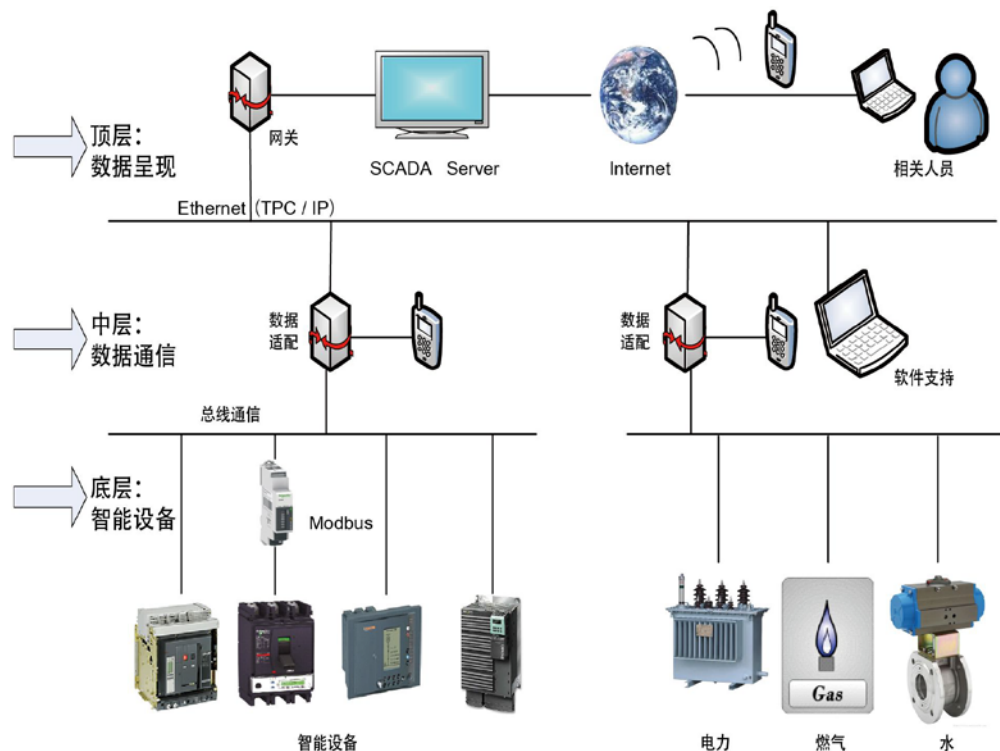 网关
SCADA Server
Internet
相关人员
顶层：
数据呈现
Ethernet（TPC / IP）
数据
适配
数据
适配
中层：
数据通信
软件支持
总线通信
底层：
智能设备
Modbus
Gas
智能设备
电力
燃气
水